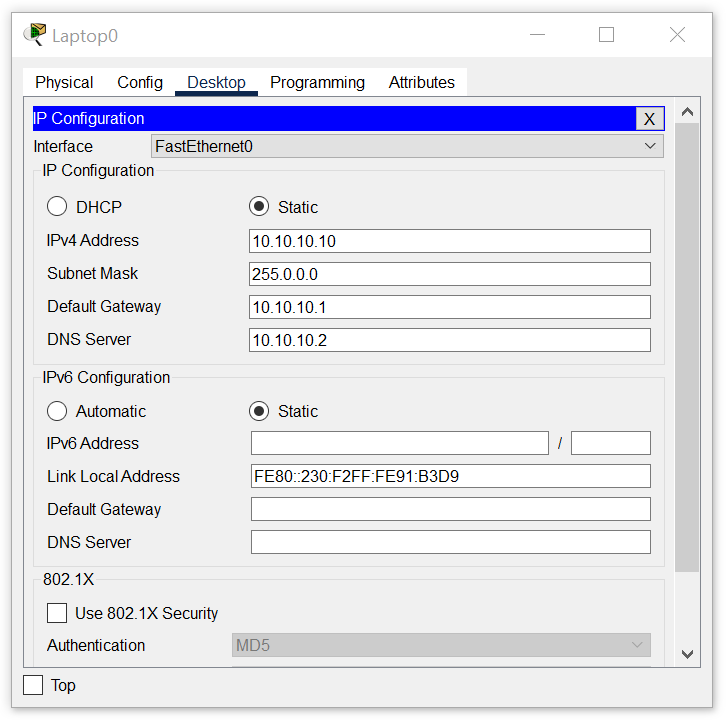 Laptop0
Physical Config Desktop Programming Attributes
IP Configuration X
Interface FastEthernet0
IP Configuration
DHCP Static
IPv4 Address 10.10.10.10
Subnet Mask 255.0.0.0
Default Gateway 10.10.10.1
DNS Server 10.10.10.2
IPv6 Configuration
Automatic Static
IPv6 Address /
Link Local Address FE80::230:F2FF:FE91:B3D9
Default Gateway
DNS Server
802.1X
Use 802.1X Security
Authentication MD5
Top